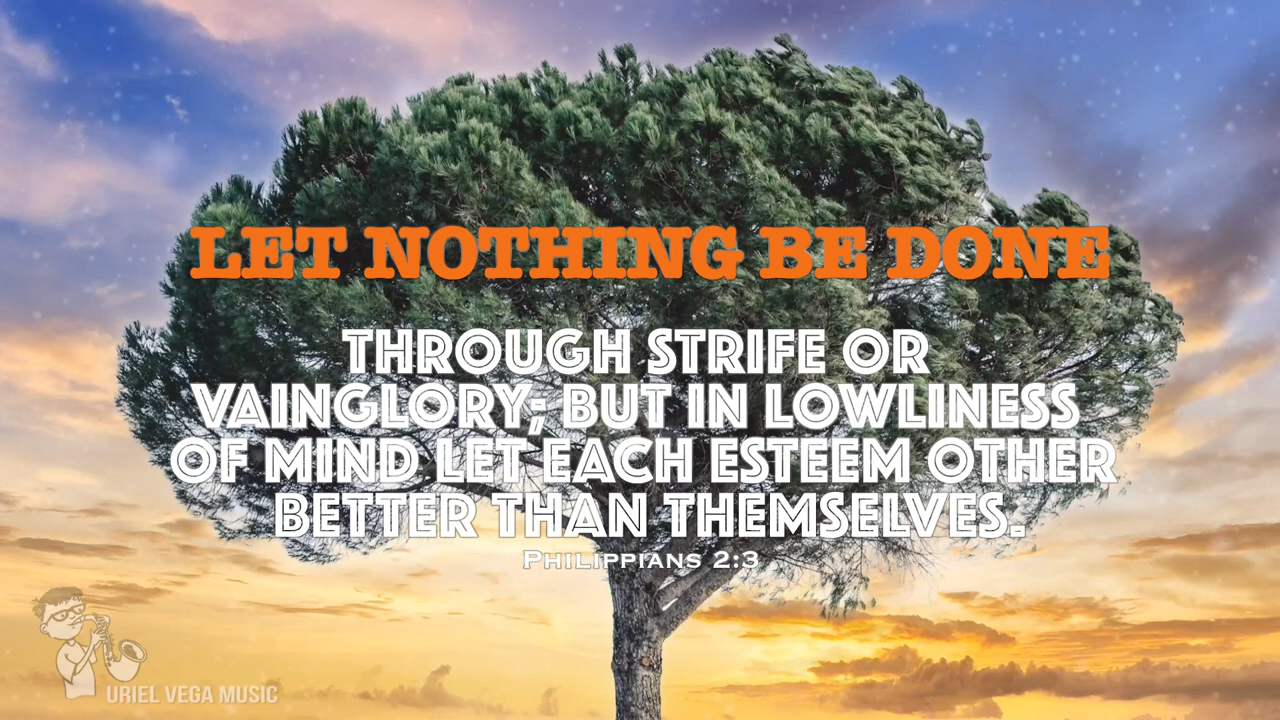 LET NOTHING BE DONE
THROUGH STRIFE OR
VAINGLORY; BUT IN LOWLINESS
OF MIND LET EACH ESTEEM OTHER
BETTER THAN THEMSELVES.
PHILIPPIANS 2:3
URIEL VEGA MUSIC